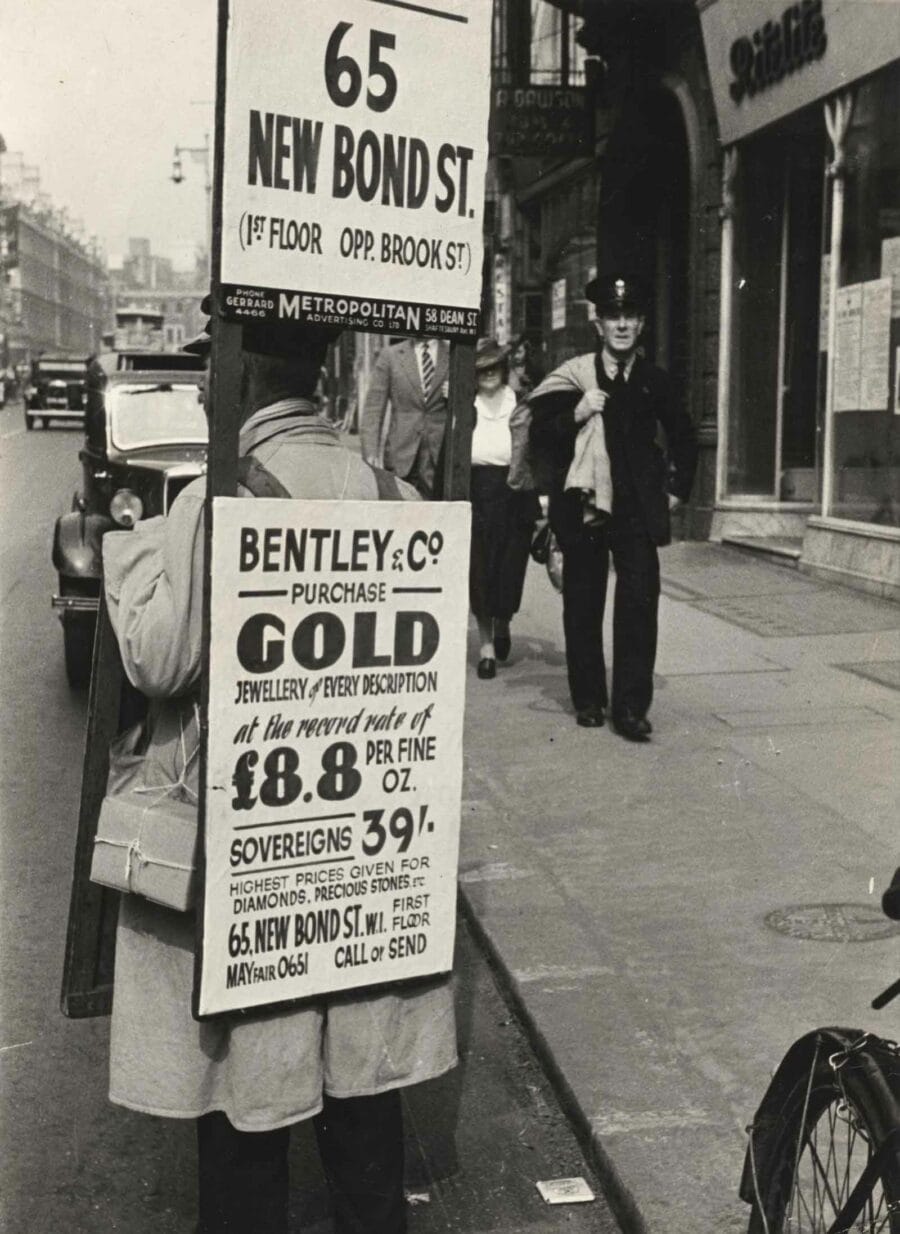 65
NEW BOND ST.
(1ST FLOOR OPP. BROOK ST)
PHONE
GERRARD
4466
METROPOLITAN
ADVERTISING CO. LTD
58 DEAN ST.
SHAFTESBURY AVE. W1
BENTLEY & CO
PURCHASE
GOLD
JEWELLERY of EVERY DESCRIPTION
at the record rate of
£8.8 PER FINE
OZ.
SOVEREIGNS 39/-
HIGHEST PRICES GIVEN FOR
DIAMONDS, PRECIOUS STONES, ETC
65, NEW BOND ST. W.1. FIRST
FLOOR
MAYFAIR 0651 CALL or SEND